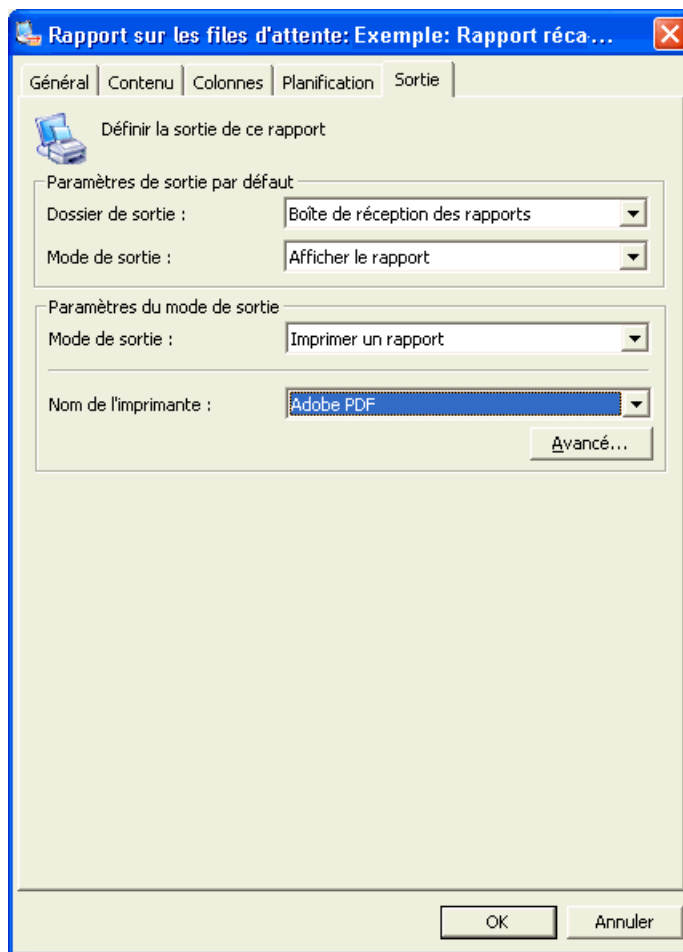 Rapport sur les files d'attente: Exemple: Rapport réca...
Général Contenu Colonnes Planification Sortie
Définir la sortie de ce rapport
Paramètres de sortie par défaut
Dossier de sortie : Boîte de réception des rapports
Mode de sortie : Afficher le rapport
Paramètres du mode de sortie
Mode de sortie : Imprimer un rapport
Nom de l'imprimante : Adobe PDF
Avancé...
OK Annuler